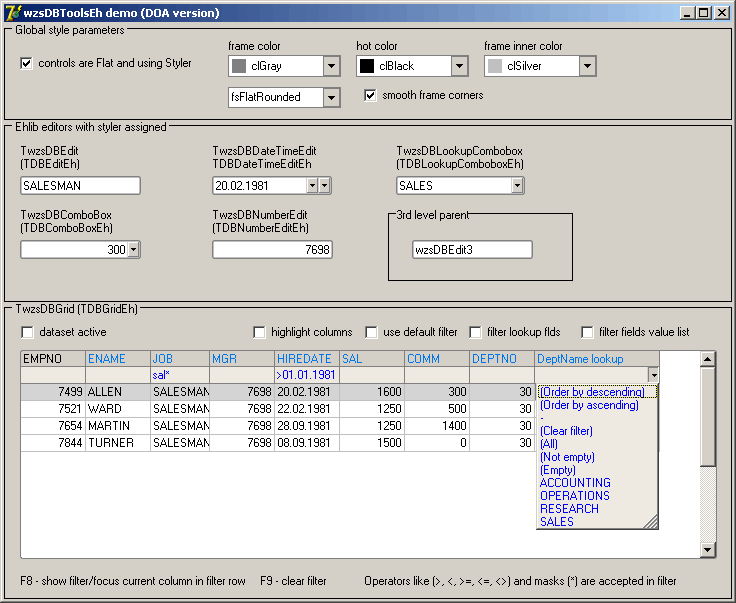 wzsDBToolsEh demo (DOA version)
Global style parameters
controls are Flat and using Styler
frame color
hot color
frame inner color
clGray
clBlack
clSilver
fsFlatRounded
smooth frame corners
Ehlib editors with styler assigned
TwzsDBEdit
(TDBEditEh)
TwzsDBDateTimeEdit
TDBDateTimeEditEh)
TwzsDBLookupCombobox
(TDBLookupComboboxEh)
SALESMAN
20.02.1981
SALES
TwzsDBComboBox
(TDBComboBoxEh)
TwzsDBNumberEdit
(TDBNumberEditEh)
3rd level parent
300
7698
wzsDBEdit3
TwzsDBGrid (TDBGridEh)
dataset active
highlight columns
use default filter
filter lookup flds
filter fields value list
EMPNO ENAME JOB MGR HIREDATE SAL COMM DEPTNO DeptName lookup
sal* >01.01.1981
7499 ALLEN SALESMAN 7698 20.02.1981 1600 300 30
7521 WARD SALESMAN 7698 22.02.1981 1250 500 30
7654 MARTIN SALESMAN 7698 28.09.1981 1250 1400 30
7844 TURNER SALESMAN 7698 08.09.1981 1500 0 30
(Order by descending)
(Order by ascending)
-
(Clear filter)
(All)
(Not empty)
(Empty)
ACCOUNTING
OPERATIONS
RESEARCH
SALES
F8 - show filter/focus current column in filter row
F9 - clear filter
Operators like (>, <, >=, <=, <>) and masks (*) are accepted in filter